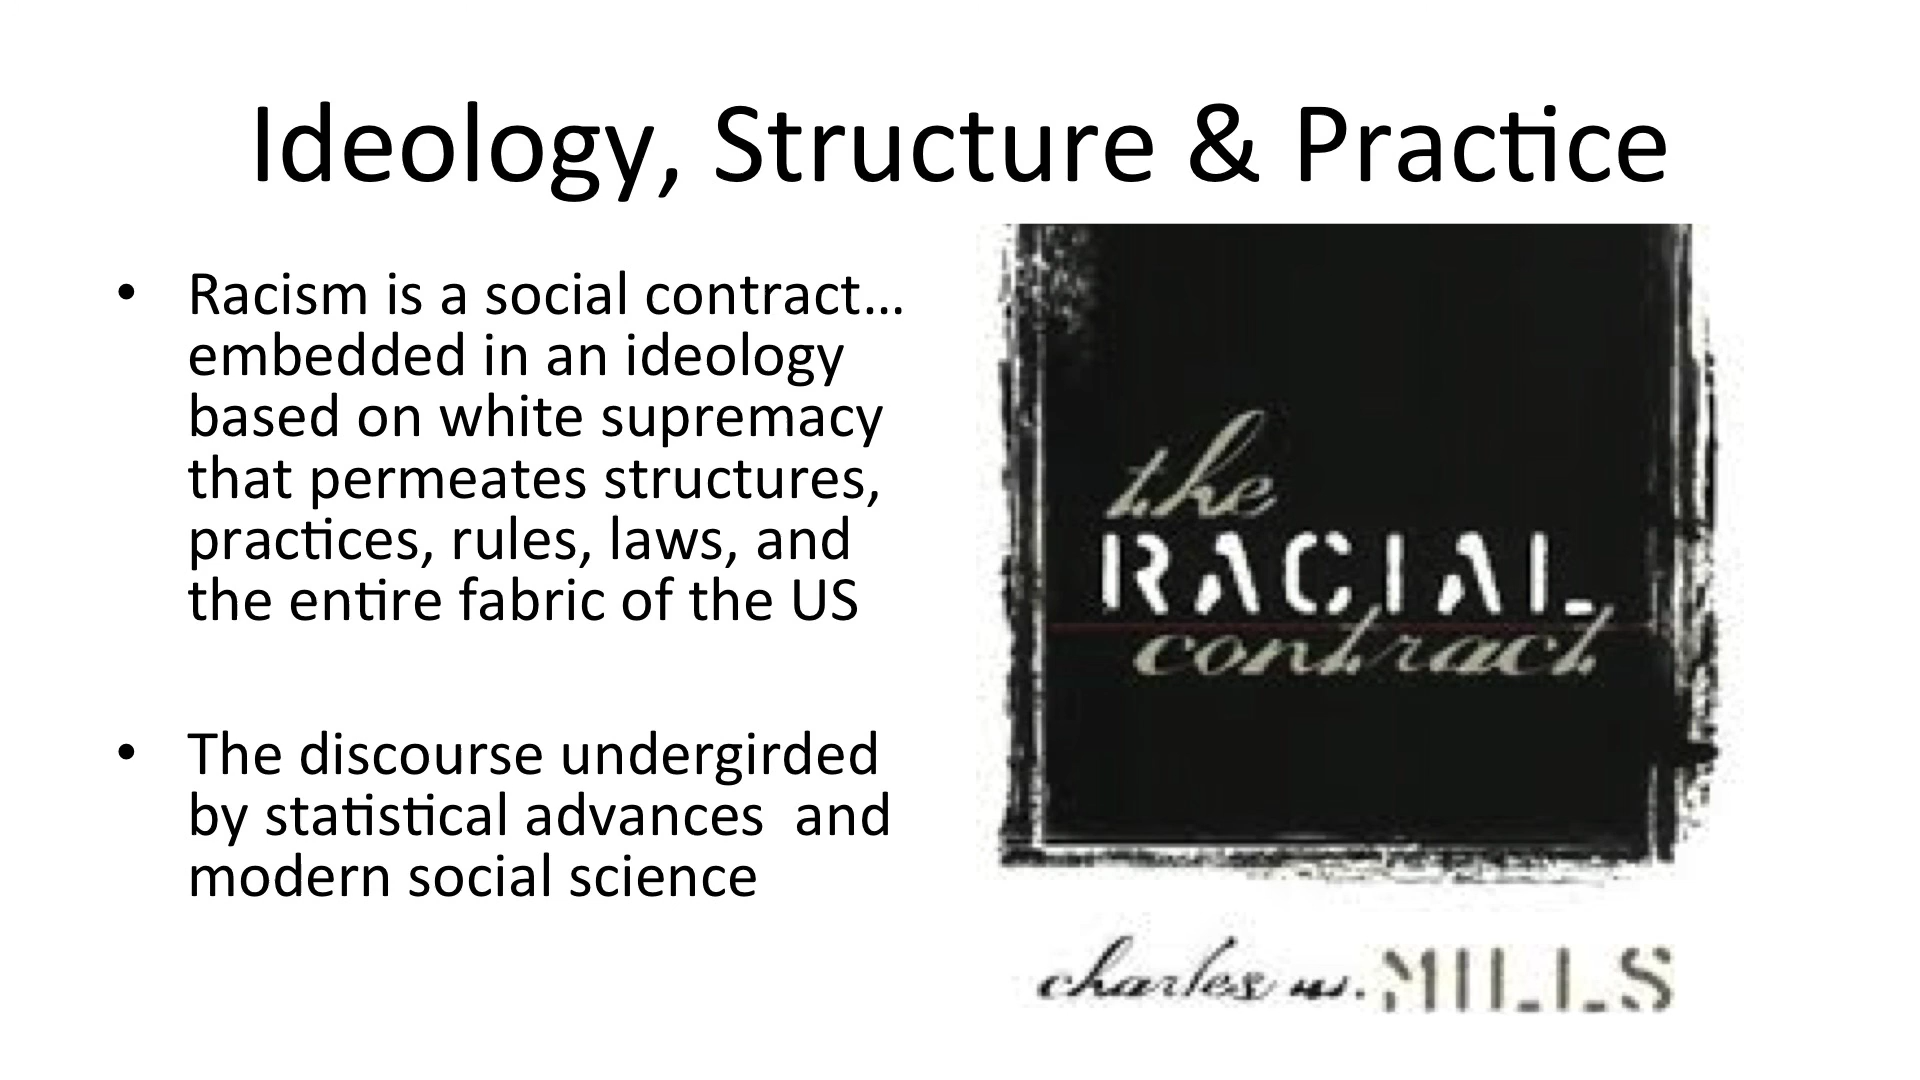 Ideology, Structure & Practice
• Racism is a social contract…
embedded in an ideology
based on white supremacy
that permeates structures,
practices, rules, laws, and
the entire fabric of the US
• The discourse undergirded
by statistical advances  and
modern social science
the
RACIAL
contract
charles w. MILLS